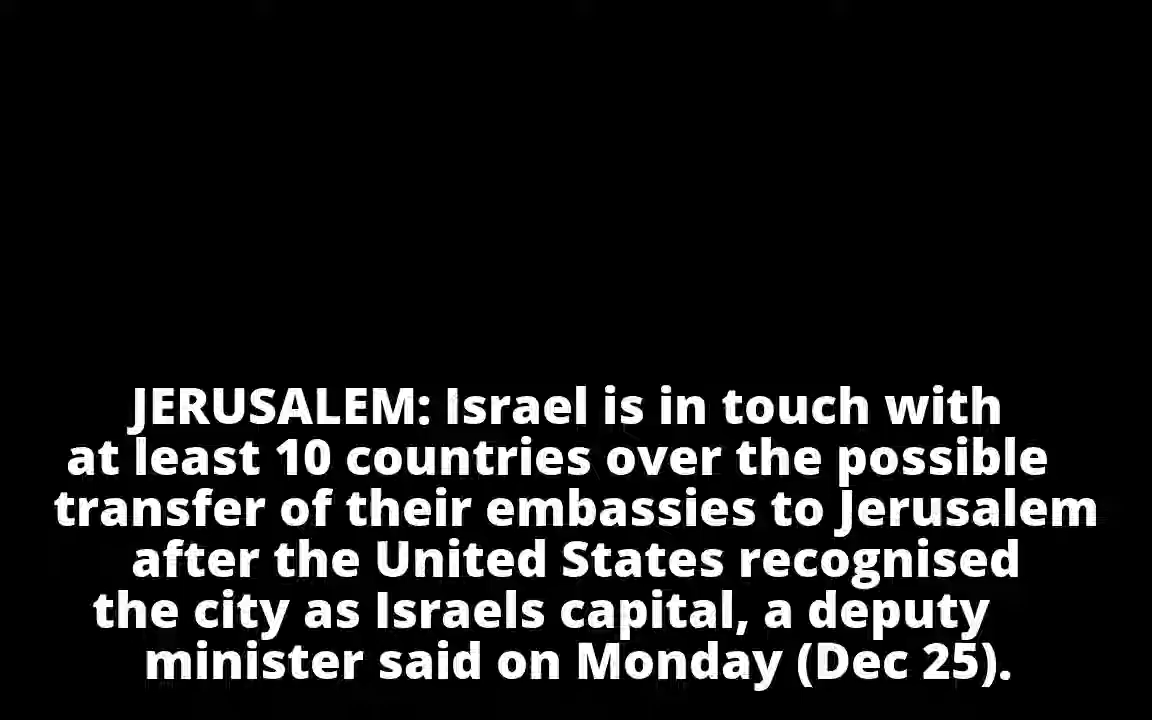 JERUSALEM: Israel is in touch with
at least 10 countries over the possible
transfer of their embassies to Jerusalem
after the United States recognised
the city as Israels capital, a deputy
minister said on Monday (Dec 25).